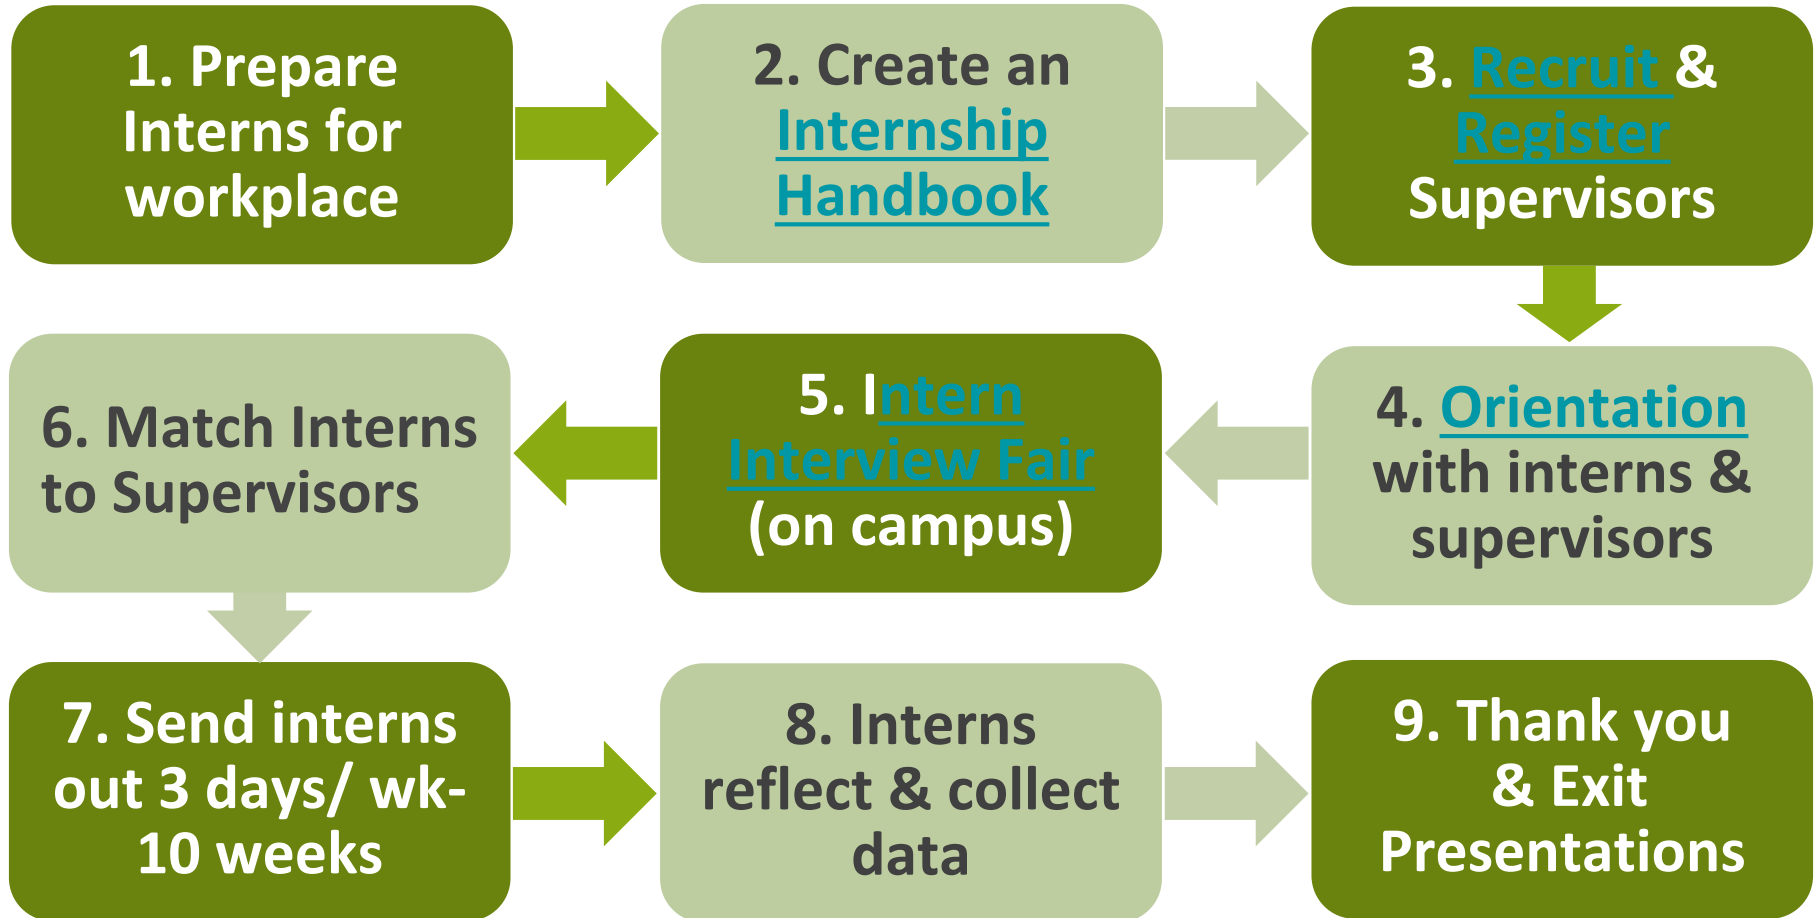 1. Prepare
Interns for
workplace
2. Create an
Internship
Handbook
3. Recruit &
Register
Supervisors
4. Orientation
with interns &
supervisors
5. Intern
Interview Fair
(on campus)
6. Match Interns
to Supervisors
7. Send interns
out 3 days/ wk-
10 weeks
8. Interns
reflect & collect
data
9. Thank you
& Exit
Presentations